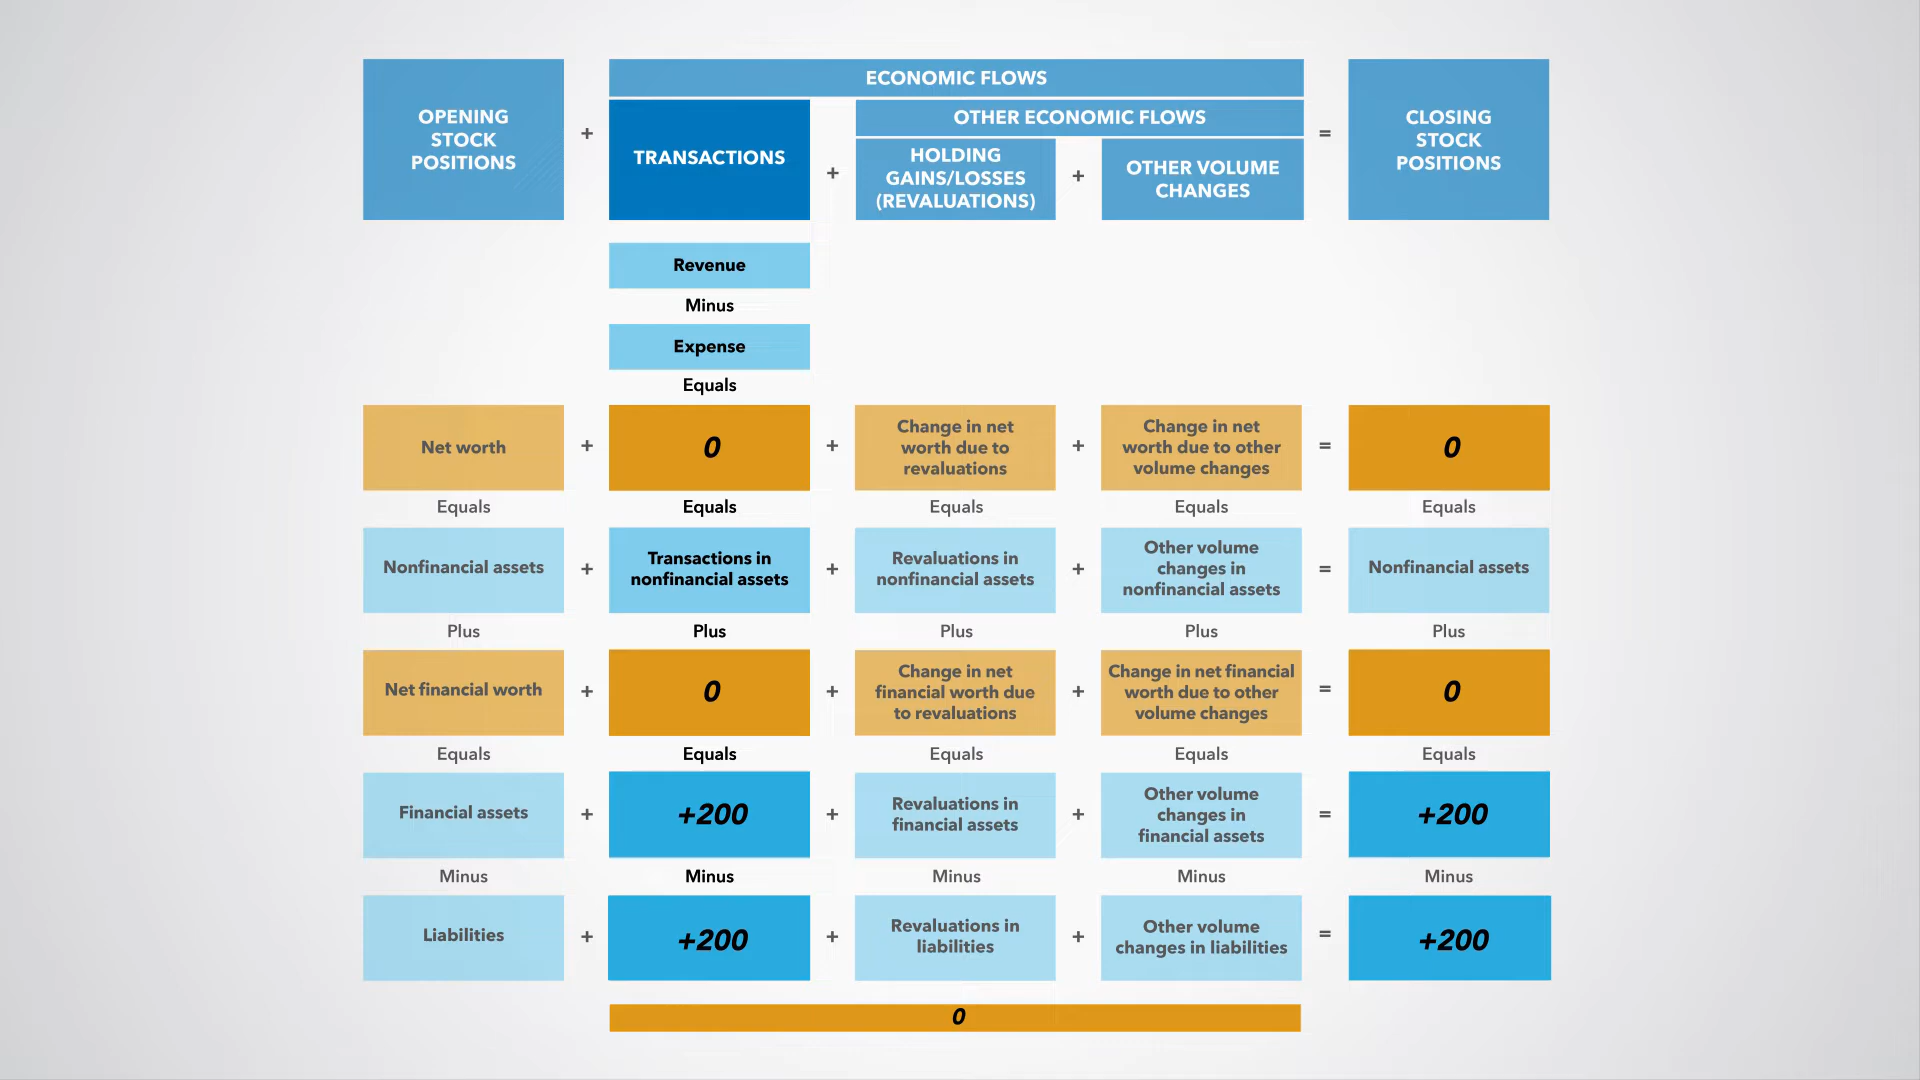 ECONOMIC FLOWS
OPENING
STOCK
POSITIONS
+
TRANSACTIONS
+
OTHER ECONOMIC FLOWS
HOLDING
GAINS/LOSSES
(REVALUATIONS)
+
OTHER VOLUME
CHANGES
=
CLOSING
STOCK
POSITIONS
Revenue
Minus
Expense
Equals
Net worth
+
0
+
Change in net
worth due to
revaluations
+
Change in net
worth due to other
volume changes
=
0
Equals
Equals
Equals
Equals
Equals
Nonfinancial assets
+
Transactions in
nonfinancial assets
+
Revaluations in
nonfinancial assets
+
Other volume
changes in
nonfinancial assets
=
Nonfinancial assets
Plus
Plus
Plus
Plus
Plus
Net financial worth
+
0
+
Change in net
financial worth due
to revaluations
+
Change in net financial
worth due to other
volume changes
=
0
Equals
Equals
Equals
Equals
Equals
Financial assets
+
+200
+
Revaluations in
financial assets
+
Other volume
changes in
financial assets
=
+200
Minus
Minus
Minus
Minus
Minus
Liabilities
+
+200
+
Revaluations in
liabilities
+
Other volume
changes in liabilities
=
+200
0